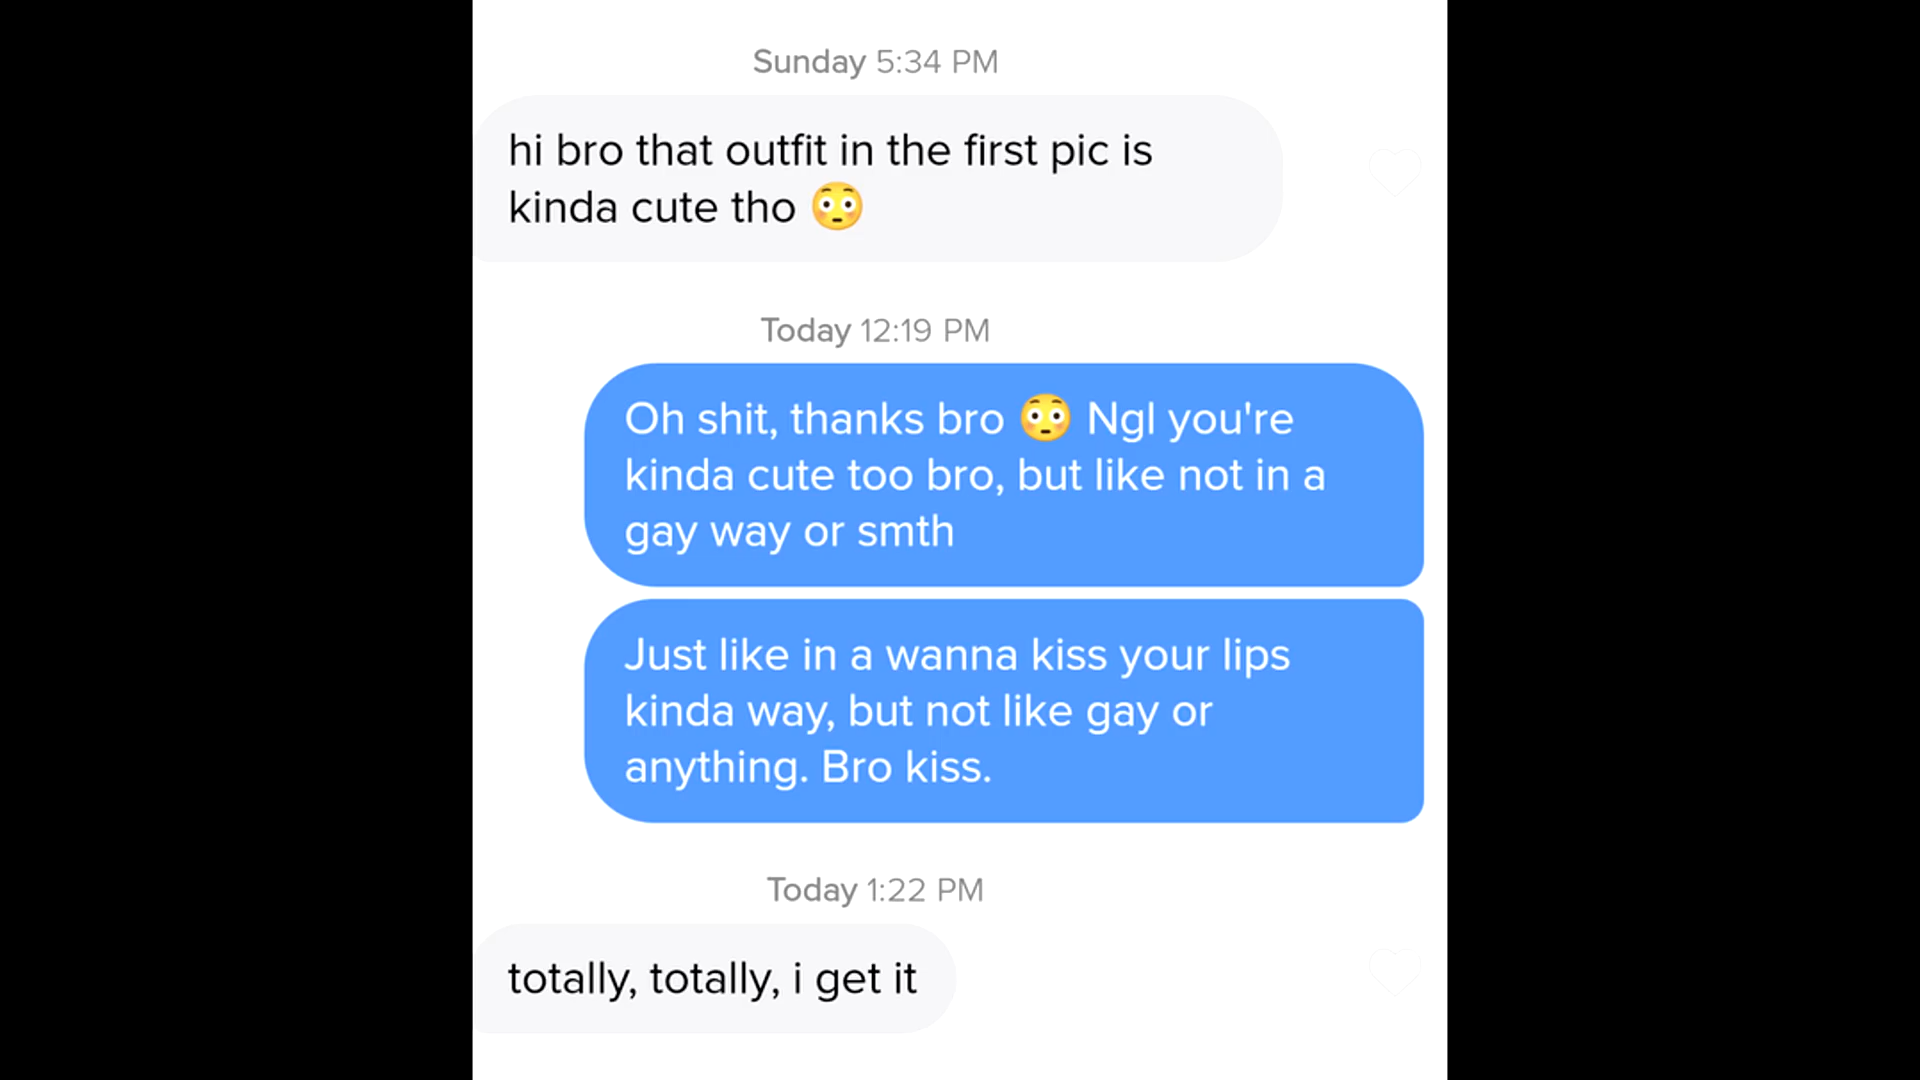 Sunday 5:34 PM
hi bro that outfit in the first pic is
kinda cute tho 😳
Today 12:19 PM
Oh shit, thanks bro 😳 Ngl you're
kinda cute too bro, but like not in a
gay way or smth
Just like in a wanna kiss your lips
kinda way, but not like gay or
anything. Bro kiss.
Today 1:22 PM
totally, totally, i get it